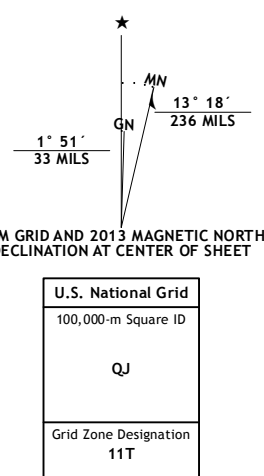 MN
GN
13° 18´
236 MILS
1° 51´
33 MILS
M GRID AND 2013 MAGNETIC NORTH
DECLINATION AT CENTER OF SHEET
U.S. National Grid
100,000-m Square ID
QJ
Grid Zone Designation
11T